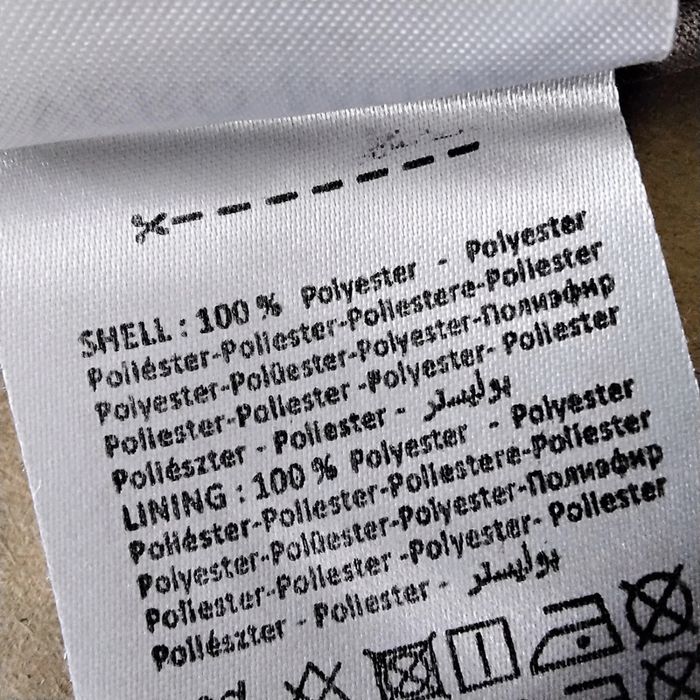 SHELL : 100 % Polyester - Polyester
Poliéster-Poliester-Poliestere-Poliester
Polyester-Polüester-Polyester-Полиэфир
Poliester-Poliester -Polyester- Poliester
Poliészter - Poliester - بوليستر
LINING : 100 % Polyester - Polyester
Poliéster-Poliester-Poliestere-Poliester
Polyester-Polüester-Polyester-Полиэфир
Poliester-Poliester -Polyester- Poliester
Poliészter - Poliester - بوليستر